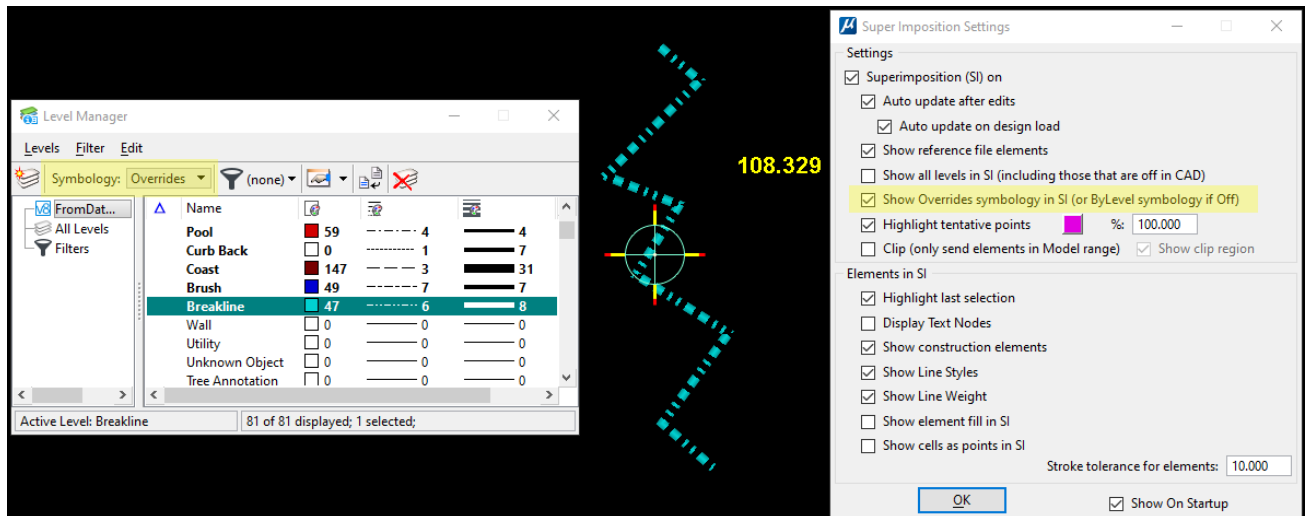 Level Manager
Levels Filter Edit
Symbology: Overrides (none)
FromDat...
All Levels
Filters
Name
Pool 59 4 4
Curb Back 0 1 7
Coast 147 3 31
Brush 49 7 7
Breakline 47 6 8
Wall 0 0 0
Utility 0 0 0
Unknown Object 0 0 0
Tree Annotation 0 0 0
Active Level: Breakline 81 of 81 displayed; 1 selected;
108.329
Super Imposition Settings
Settings
Superimposition (SI) on
Auto update after edits
Auto update on design load
Show reference file elements
Show all levels in SI (including those that are off in CAD)
Show Overrides symbology in SI (or ByLevel symbology if Off)
Highlight tentative points %: 100.000
Clip (only send elements in Model range) Show clip region
Elements in SI
Highlight last selection
Display Text Nodes
Show construction elements
Show Line Styles
Show Line Weight
Show element fill in SI
Show cells as points in SI
Stroke tolerance for elements: 10.000
OK Show On Startup